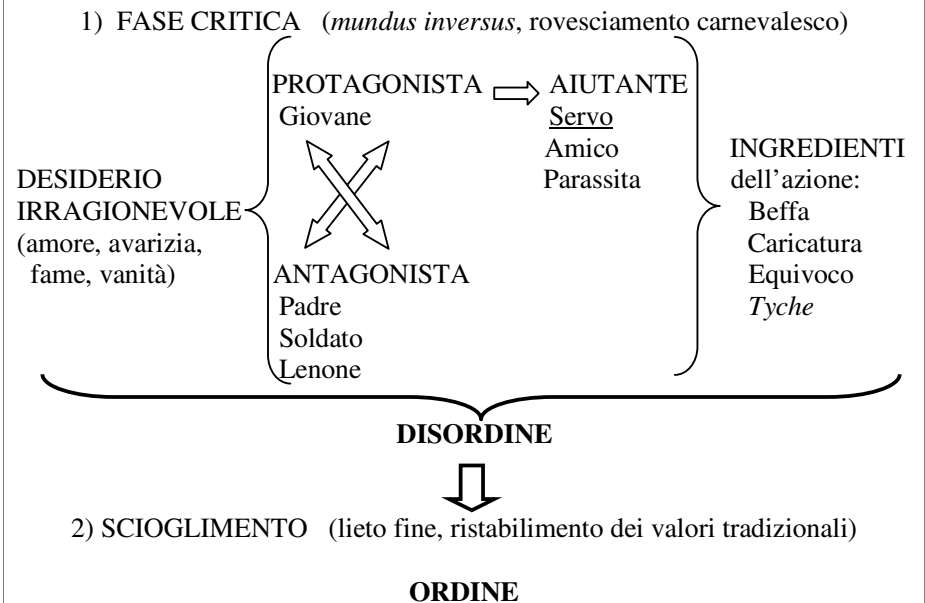 1) FASE CRITICA (mundus inversus, rovesciamento carnevalesco)
DESIDERIO
IRRAGIONEVOLE
(amore, avarizia,
fame, vanità)
PROTAGONISTA
Giovane
ANTAGONISTA
Padre
Soldato
Lenone
AIUTANTE
Servo
Amico
Parassita
INGREDIENTI
dell’azione:
Beffa
Caricatura
Equivoco
Tyche
DISORDINE
2) SCIOGLIMENTO (lieto fine, ristabilimento dei valori tradizionali)
ORDINE